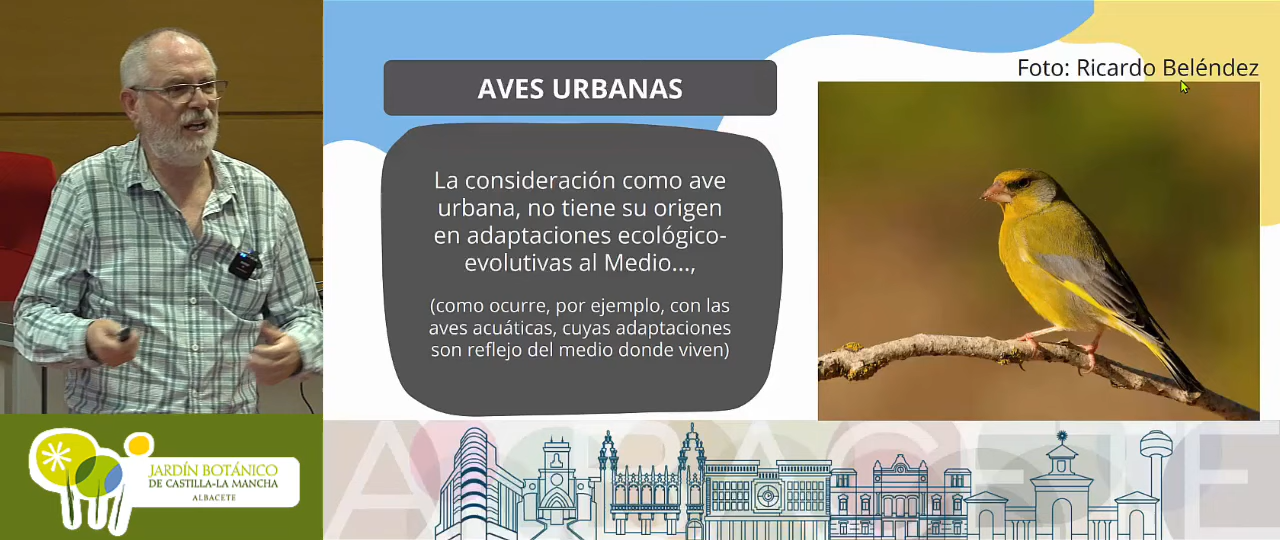 AVES URBANAS
Foto: Ricardo Beléndez
La consideración como ave
urbana, no tiene su origen
en adaptaciones ecológico-
evolutivas al Medio...,
(como ocurre, por ejemplo, con las
aves acuáticas, cuyas adaptaciones
son reflejo del medio donde viven)
JARDÍN BOTÁNICO
DE CASTILLA-LA MANCHA
ALBACETE
ALBACETE